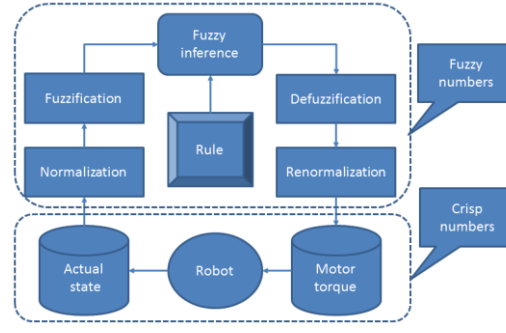 Fuzzy
inference
Fuzzy
numbers
Fuzzification
Defuzzification
Rule
Normalization
Renormalization
Crisp
numbers
Actual
state
Robot
Motor
torque